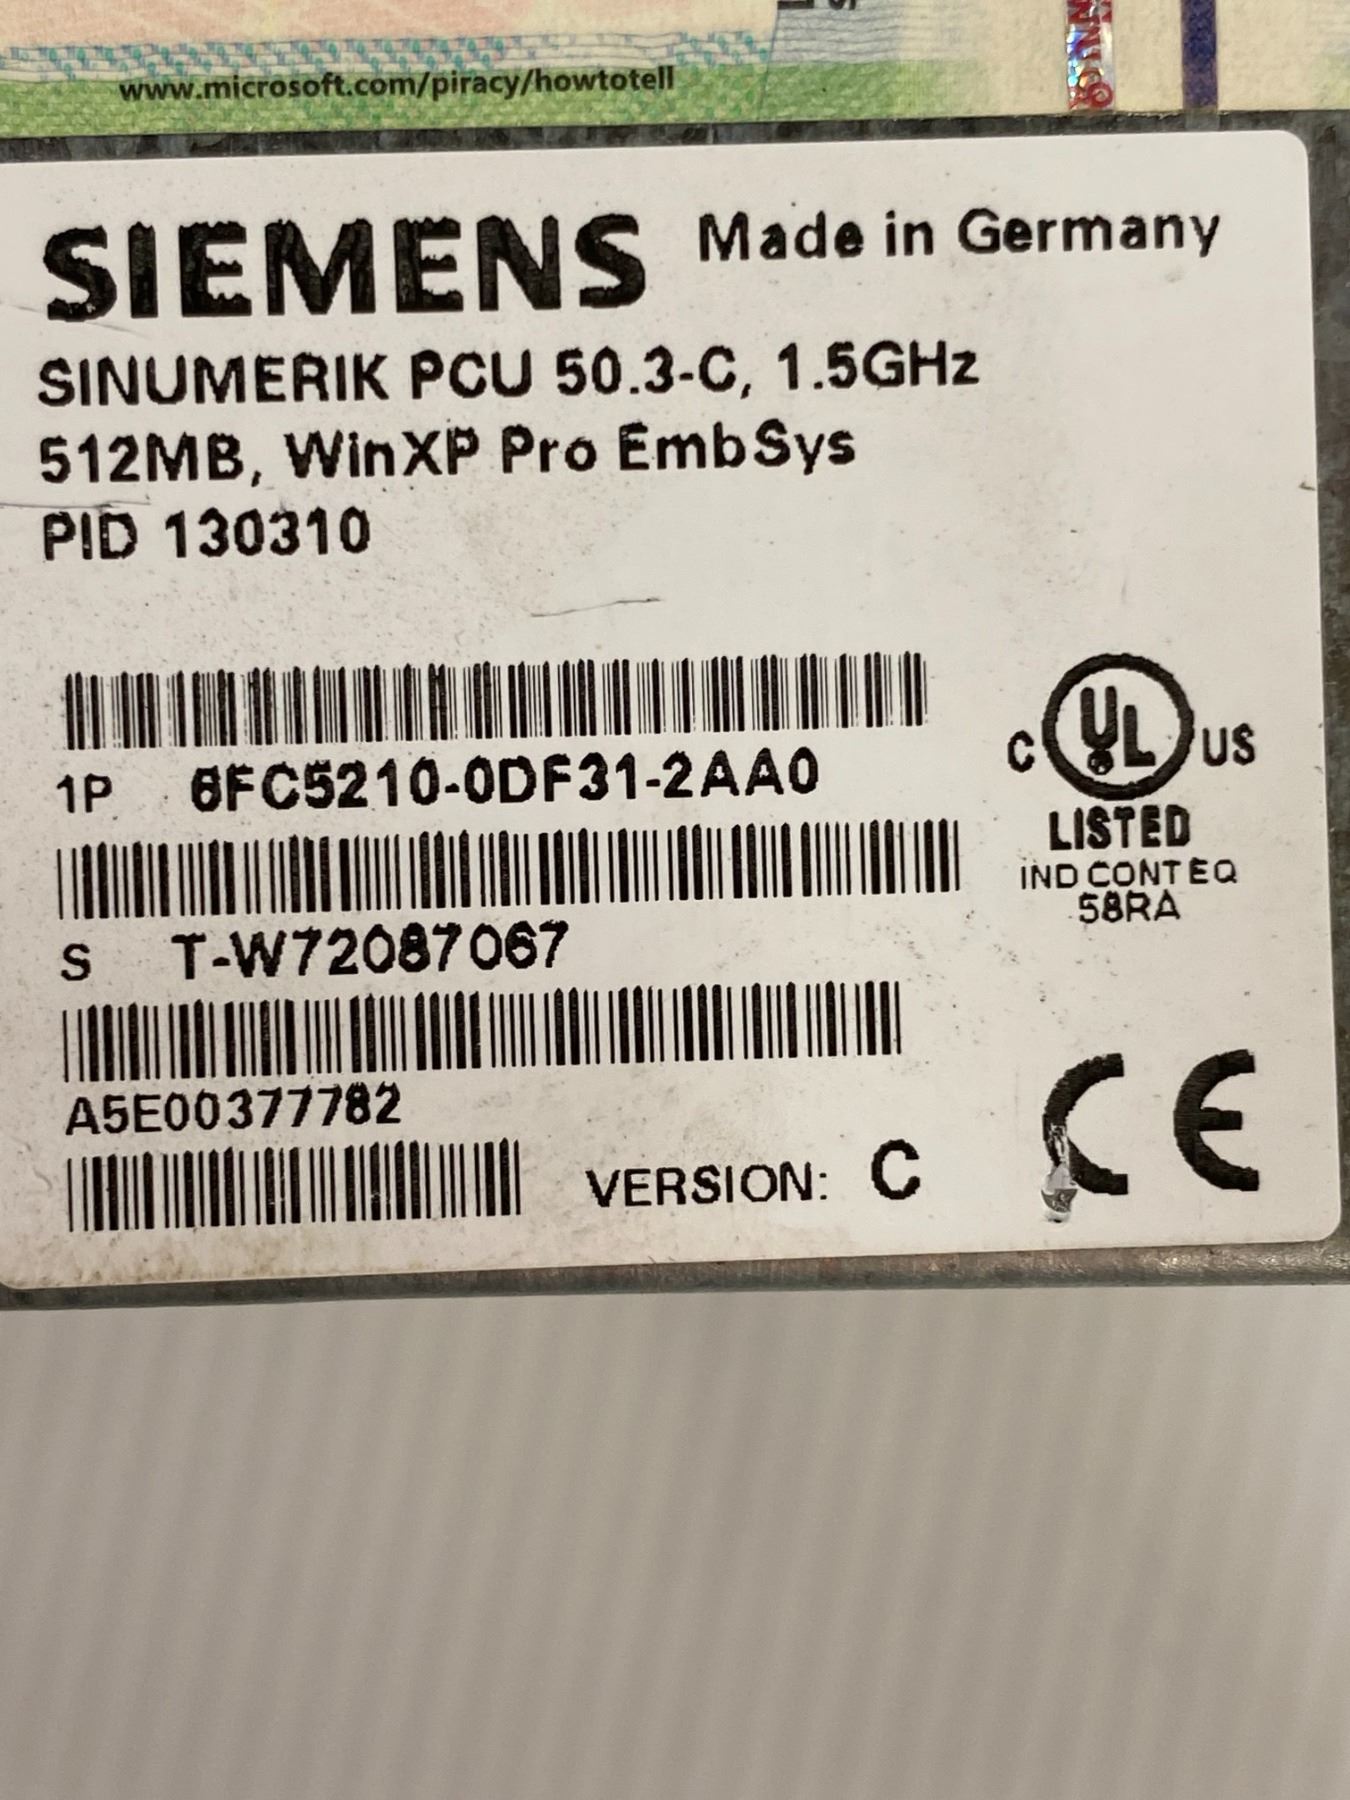 www.microsoft.com/piracy/howtotell
SIEMENS Made in Germany
SINUMERIK PCU 50.3-C, 1.5GHz
512MB, WinXP Pro EmbSys
PID 130310
1P 6FC5210-0DF31-2AA0
C UL US
LISTED
IND CONT EQ
58RA
S T-W72087067
A5E00377782
VERSION: C
CE